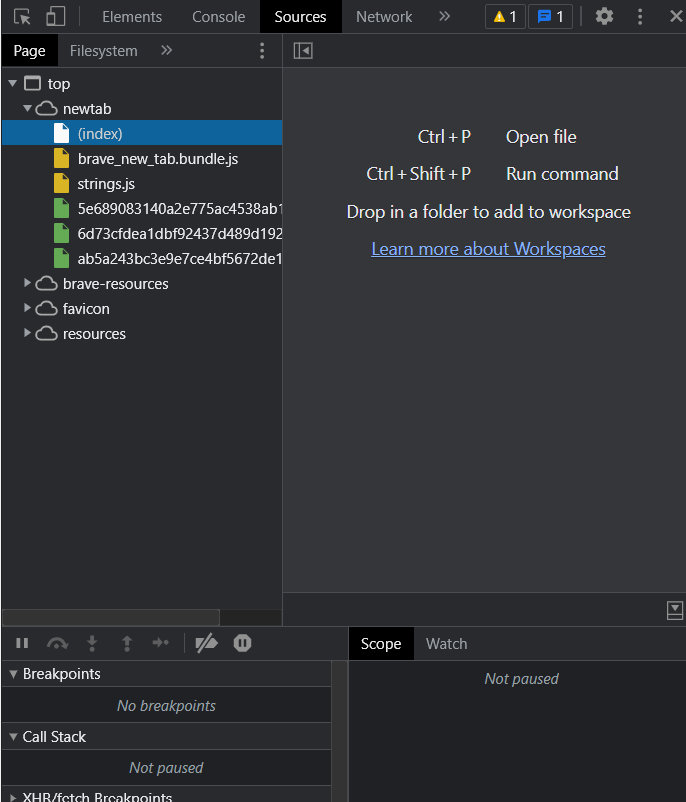 Elements Console Sources Network 1 1
Page Filesystem
top
newtab
(index)
brave_new_tab.bundle.js
strings.js
5e689083140a2e775ac4538ab1
6d73cfdea1dbf92437d489d192
ab5a243bc3e9e7ce4bf5672de1
brave-resources
favicon
resources
Ctrl + P Open file
Ctrl + Shift + P Run command
Drop in a folder to add to workspace
Learn more about Workspaces
Scope Watch
Breakpoints
Not paused
No breakpoints
Call Stack
Not paused
XHR/fetch Breakpoints